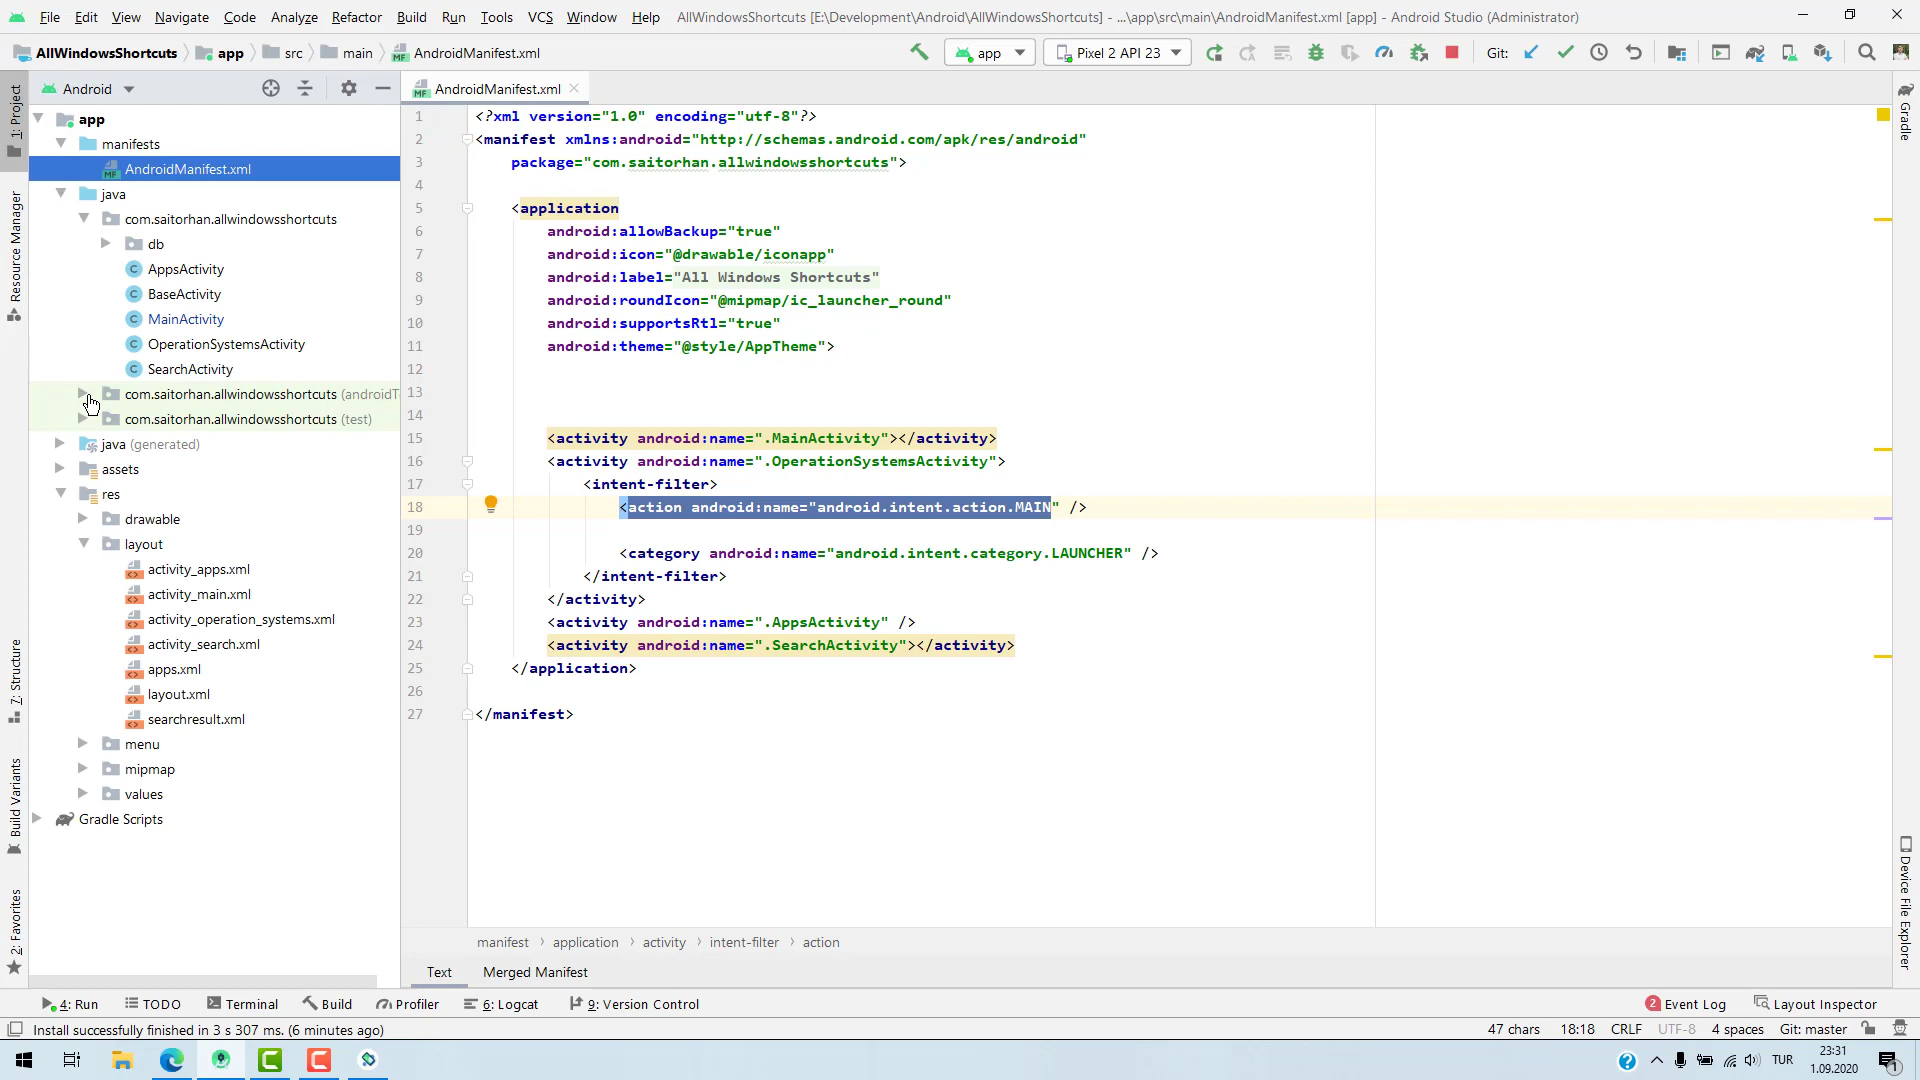 File Edit View Navigate Code Analyze Refactor Build Run Tools VCS Window Help AllWindowsShortcuts [E:\Development\Android\AllWindowsShortcuts] - ...\app\src\main\AndroidManifest.xml [app] - Android Studio (Administrator)
AllWindowsShortcuts app src main AndroidManifest.xml app Pixel 2 API 23 Git:
Android
AndroidManifest.xml
1: Project
Resource Manager
7: Structure
Build Variants
2: Favorites
app
manifests
AndroidManifest.xml
java
com.saitorhan.allwindowsshortcuts
db
AppsActivity
BaseActivity
MainActivity
OperationSystemsActivity
SearchActivity
com.saitorhan.allwindowsshortcuts (androidT
com.saitorhan.allwindowsshortcuts (test)
java (generated)
assets
res
drawable
layout
activity_apps.xml
activity_main.xml
activity_operation_systems.xml
activity_search.xml
apps.xml
layout.xml
searchresult.xml
menu
mipmap
values
Gradle Scripts
1 <?xml version="1.0" encoding="utf-8"?>
2 <manifest xmlns:android="http://schemas.android.com/apk/res/android"
3 package="com.saitorhan.allwindowsshortcuts">
4
5 <application
6 android:allowBackup="true"
7 android:icon="@drawable/iconapp"
8 android:label="All Windows Shortcuts"
9 android:roundIcon="@mipmap/ic_launcher_round"
10 android:supportsRtl="true"
11 android:theme="@style/AppTheme">
12
13
14
15 <activity android:name=".MainActivity"></activity>
16 <activity android:name=".OperationSystemsActivity">
17 <intent-filter>
18 <action android:name="android.intent.action.MAIN" />
19
20 <category android:name="android.intent.category.LAUNCHER" />
21 </intent-filter>
22 </activity>
23 <activity android:name=".AppsActivity" />
24 <activity android:name=".SearchActivity"></activity>
25 </application>
26
27 </manifest>
Gradle
Device File Explorer
manifest application activity intent-filter action
Text Merged Manifest
4: Run TODO Terminal Build Profiler 6: Logcat 9: Version Control 2 Event Log Layout Inspector
Install successfully finished in 3 s 307 ms. (6 minutes ago) 47 chars 18:18 CRLF UTF-8 4 spaces Git: master
TUR 23:31
1.09.2020 1